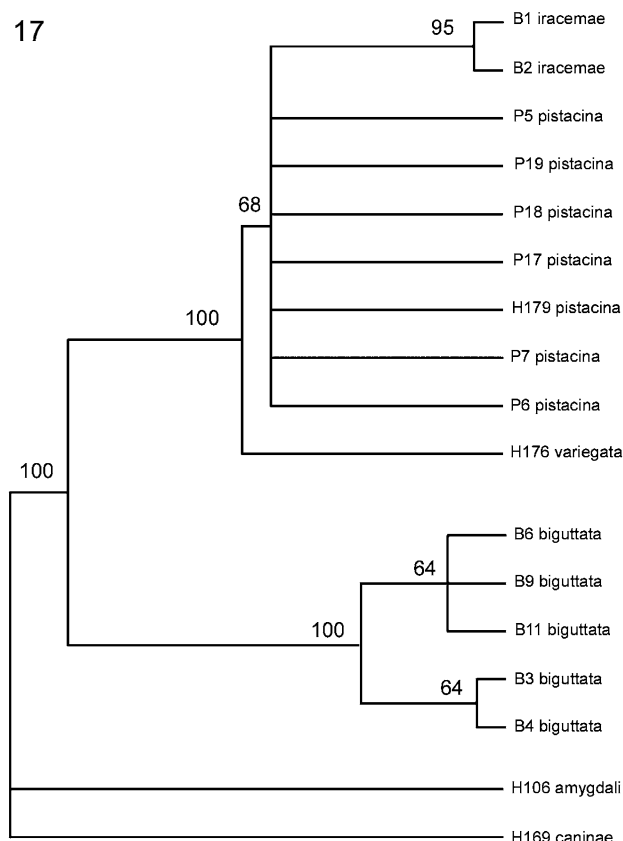 17
95
B1 iracemae
B2 iracemae
P5 pistacina
P19 pistacina
68
P18 pistacina
P17 pistacina
H179 pistacina
100
P7 pistacina
P6 pistacina
H176 variegata
100
B6 biguttata
64
B9 biguttata
B11 biguttata
100
B3 biguttata
64
B4 biguttata
H106 amygdali
H169 caninae